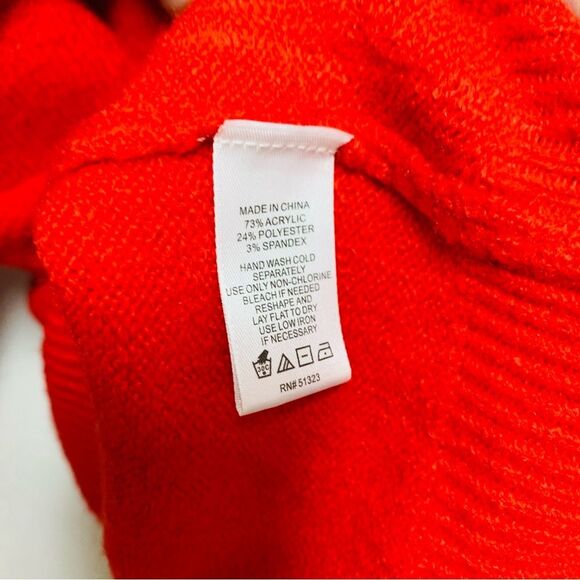 MADE IN CHINA
73% ACRYLIC
24% POLYESTER
3% SPANDEX
HAND WASH COLD
SEPARATELY
USE ONLY NON-CHLORINE
BLEACH IF NEEDED
RESHAPE AND
LAY FLAT TO DRY
USE LOW IRON
IF NECESSARY
30C
RN# 51323